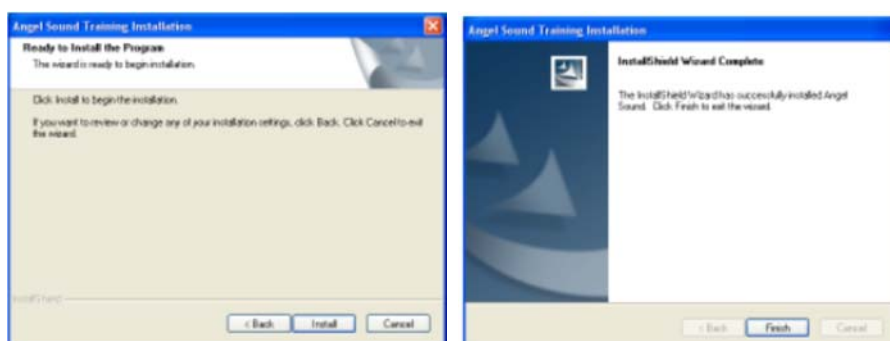 Angel Sound Training Installation
Ready to Install the Program
The wizard is ready to begin installation.
Click Install to begin the installation.
If you want to review or change any of your installation settings, click Back. Click Cancel to exit
the wizard.
InstallShield
< Back Install Cancel
Angel Sound Training Installation
InstallShield Wizard Complete
The InstallShield Wizard has successfully installed Angel
Sound. Click Finish to exit the wizard.
< Back Finish Cancel